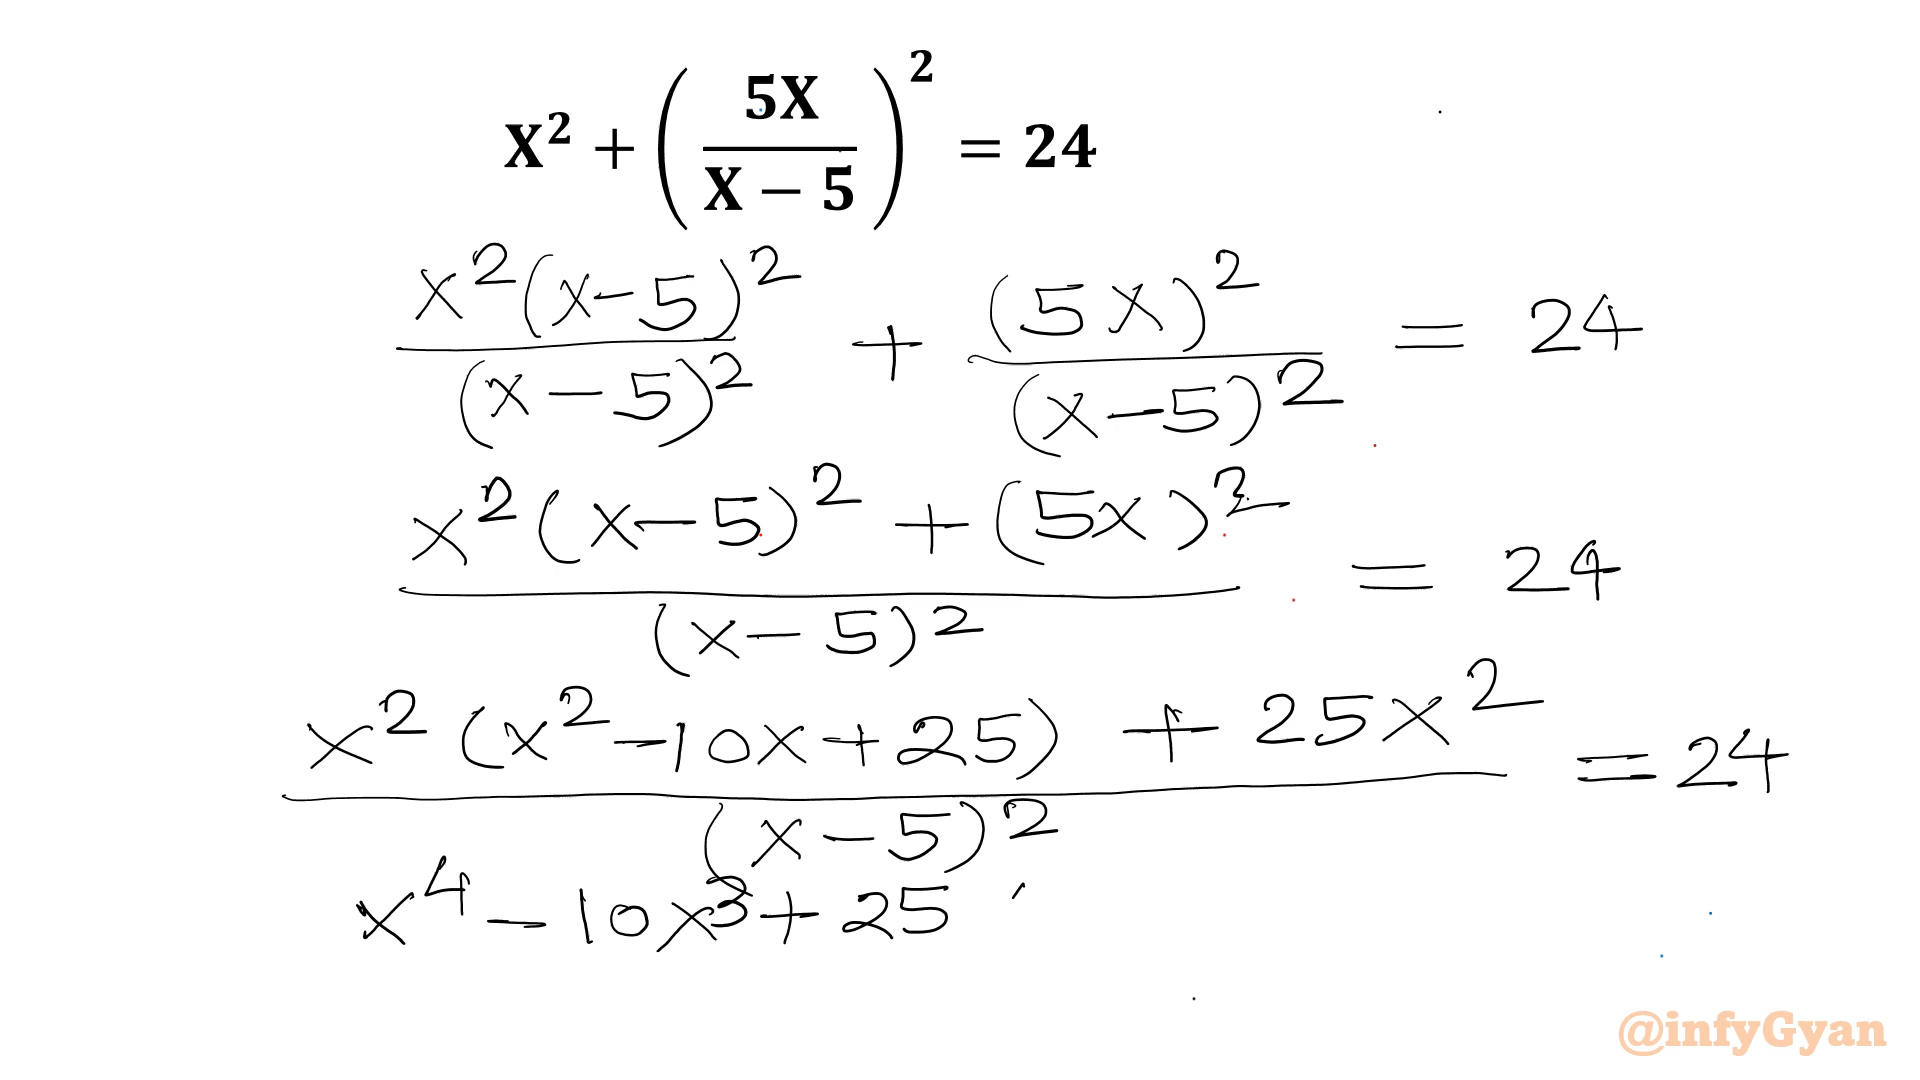 X² + (5X / X − 5)² = 24
x²(x−5)² / (x−5)² + (5x)² / (x−5)² = 24
x²(x−5)² + (5x)² / (x−5)² = 24
x²(x²−10x+25) + 25x² / (x−5)² = 24
x⁴ − 10x³ + 25
@infyGyan